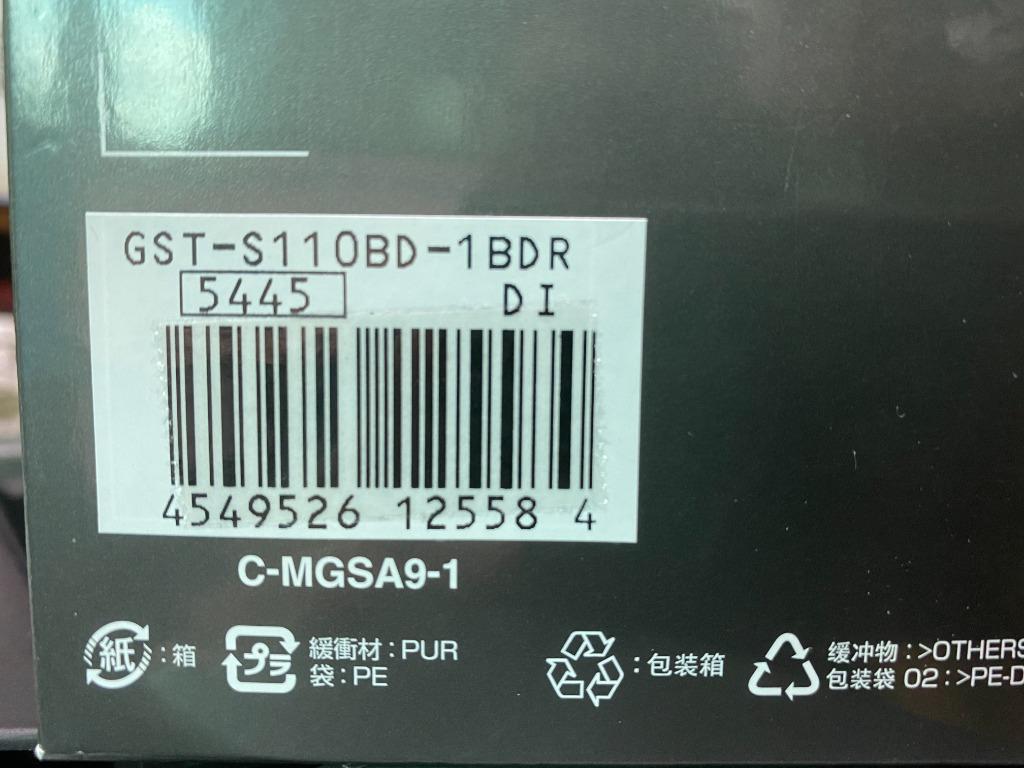 GST-S110BD-1BDR
5445 DI
4549526 12558 4
C-MGSA9-1
紙:箱
プラ 緩衝材:PUR
袋:PE
:包装箱
缓冲物:>OTHERS
包装袋 02:>PE-D